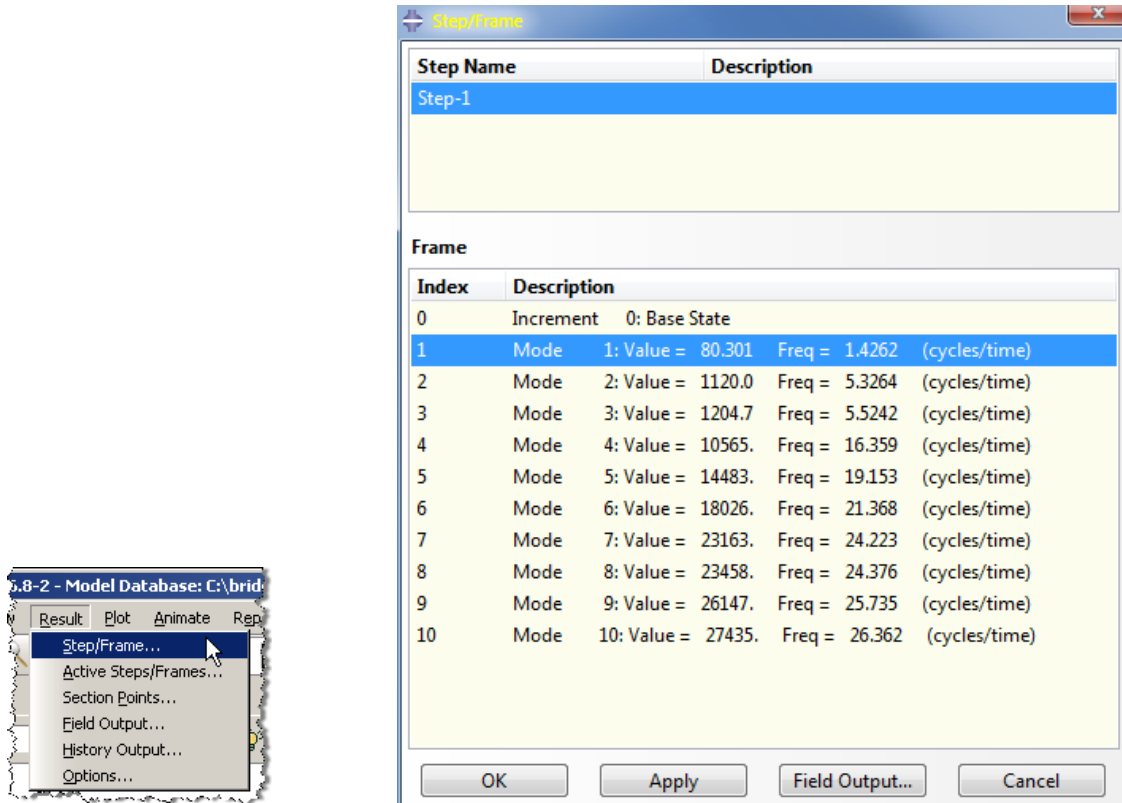 Step/Frame
x
Step Name Description
Step-1
Frame
Index Description
0 Increment 0: Base State
1 Mode 1: Value = 80.301 Freq = 1.4262 (cycles/time)
2 Mode 2: Value = 1120.0 Freq = 5.3264 (cycles/time)
3 Mode 3: Value = 1204.7 Freq = 5.5242 (cycles/time)
4 Mode 4: Value = 10565. Freq = 16.359 (cycles/time)
5 Mode 5: Value = 14483. Freq = 19.153 (cycles/time)
6 Mode 6: Value = 18026. Freq = 21.368 (cycles/time)
7 Mode 7: Value = 23163. Freq = 24.223 (cycles/time)
8 Mode 8: Value = 23458. Freq = 24.376 (cycles/time)
9 Mode 9: Value = 26147. Freq = 25.735 (cycles/time)
10 Mode 10: Value = 27435. Freq = 26.362 (cycles/time)
OK Apply Field Output... Cancel
.8-2 - Model Database: C:\brid
Result Plot Animate Rep
Step/Frame...
Active Steps/Frames...
Section Points...
Field Output...
History Output...
Options...